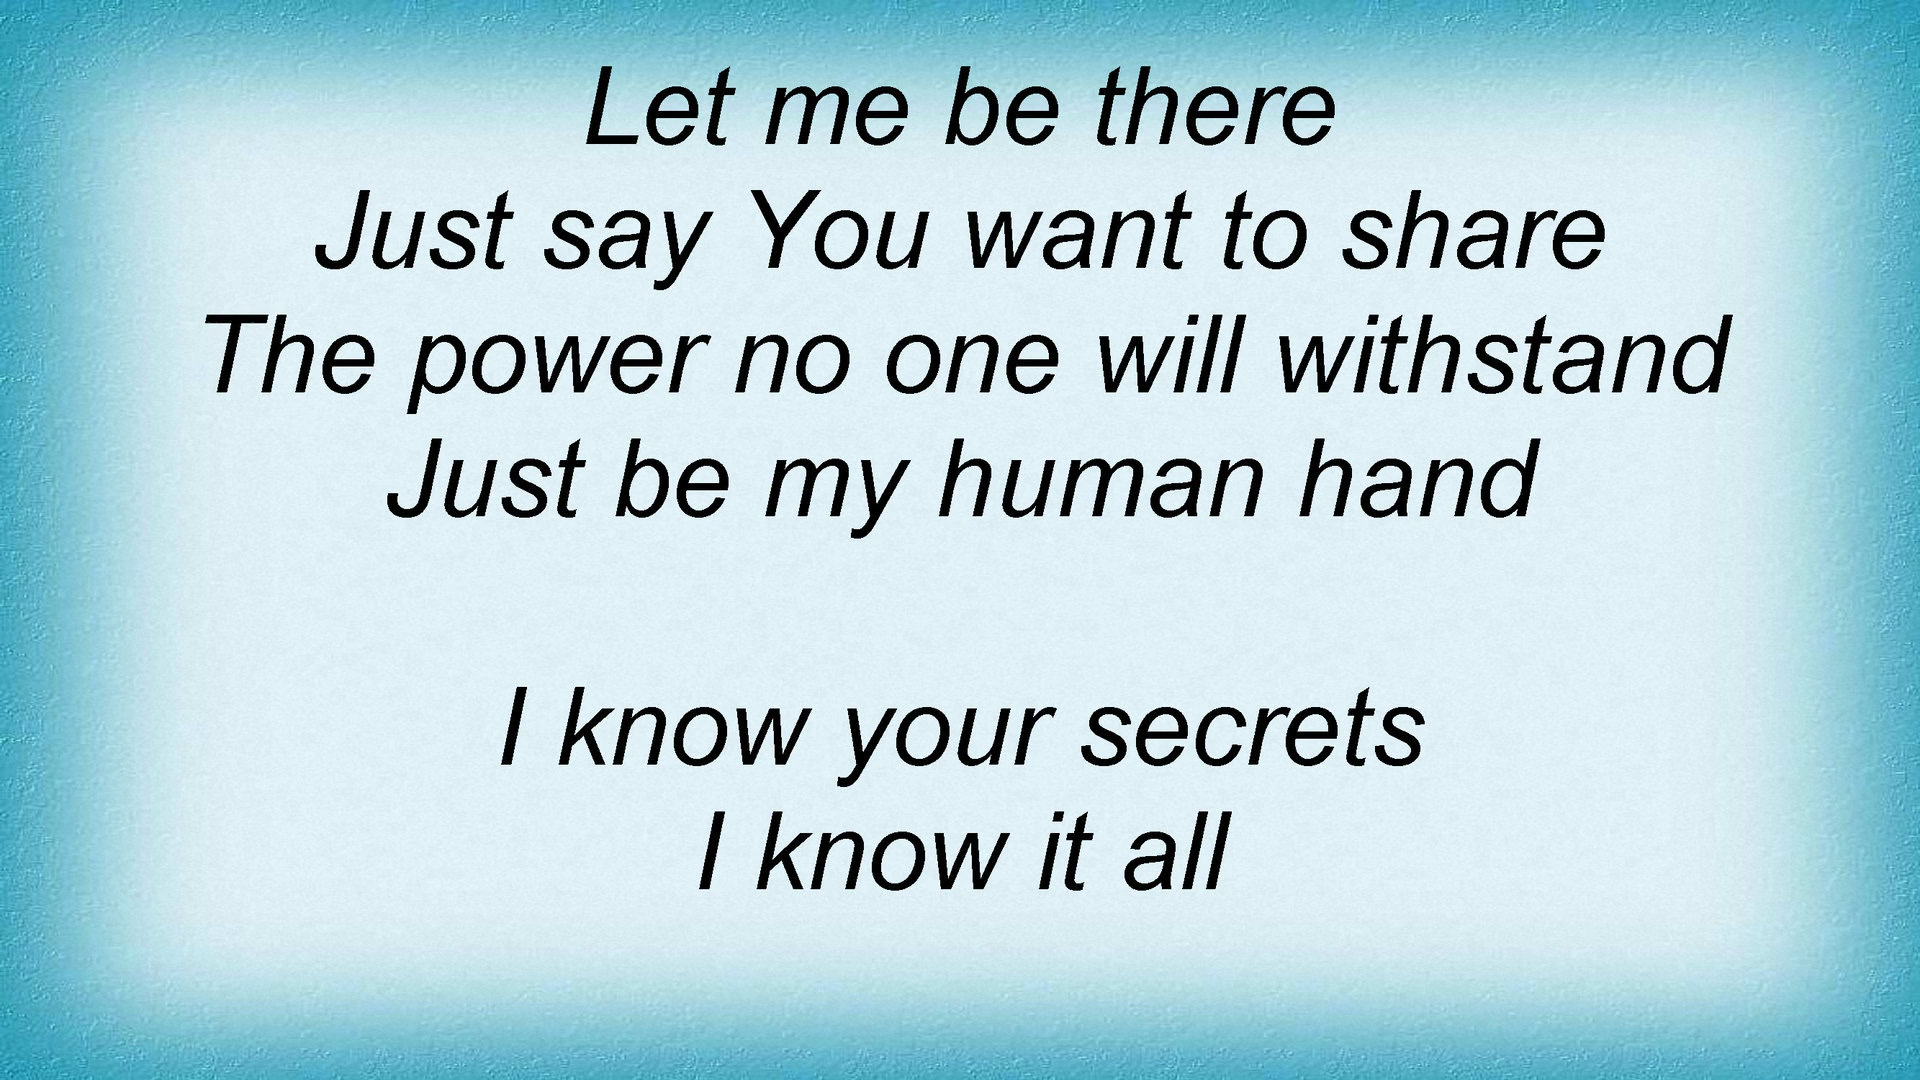 Let me be there
Just say You want to share
The power no one will withstand
Just be my human hand
I know your secrets
I know it all